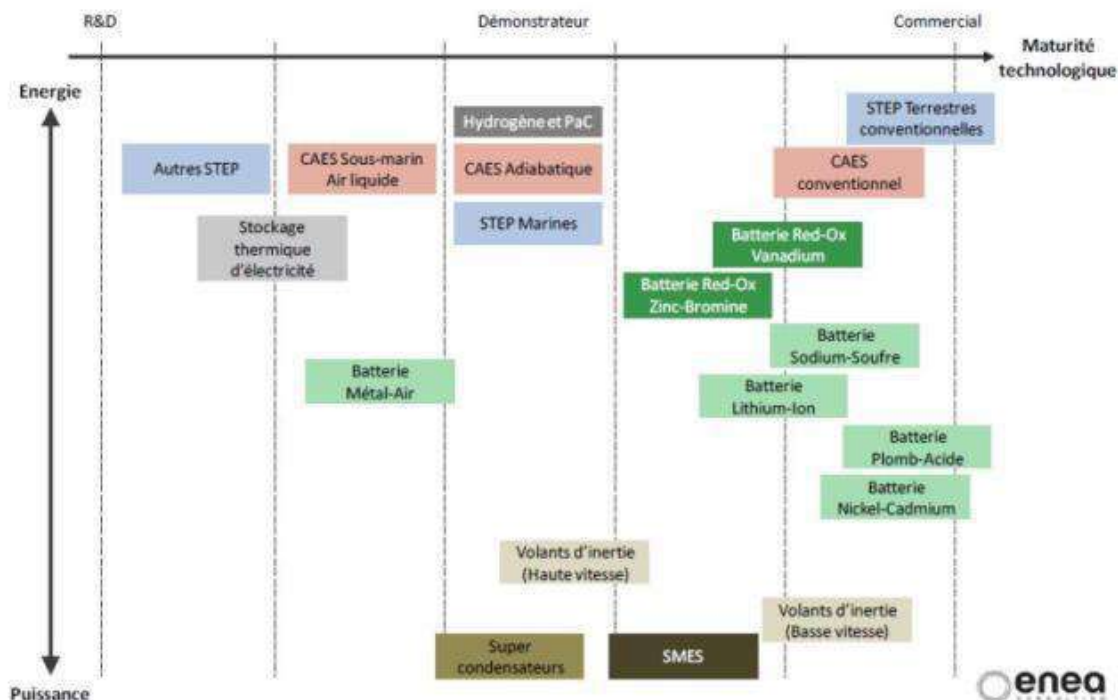 R&D
Démonstrateur
Commercial
Maturité
technologique
Energie
STEP Terrestres
conventionnelles
Hydrogène et PaC
Autres STEP
CAES Sous-marin
Air liquide
CAES Adiabatique
CAES
conventionnel
STEP Marines
Stockage
thermique
d'électricité
Batterie Red-Ox
Vanadium
Batterie Red-Ox
Zinc-Bromine
Batterie
Sodium-Soufre
Batterie
Métal-Air
Batterie
Lithium-Ion
Batterie
Plomb-Acide
Batterie
Nickel-Cadmium
Volants d'inertie
(Haute vitesse)
Volants d'inertie
(Basse vitesse)
Super
condensateurs
SMES
Puissance
enea